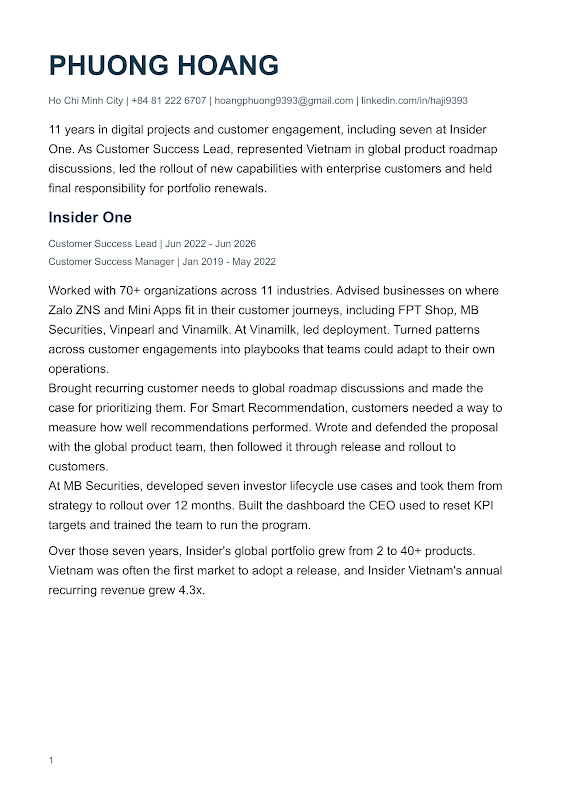 PHUONG HOANG
Ho Chi Minh City | +84 81 222 6707 | hoangphuong9393@gmail.com | linkedin.com/in/haji9393
11 years in digital projects and customer engagement, including seven at Insider
One. As Customer Success Lead, represented Vietnam in global product roadmap
discussions, led the rollout of new capabilities with enterprise customers and held
final responsibility for portfolio renewals.
Insider One
Customer Success Lead | Jun 2022 - Jun 2026
Customer Success Manager | Jan 2019 - May 2022
Worked with 70+ organizations across 11 industries. Advised businesses on where
Zalo ZNS and Mini Apps fit in their customer journeys, including FPT Shop, MB
Securities, Vinpearl and Vinamilk. At Vinamilk, led deployment. Turned patterns
across customer engagements into playbooks that teams could adapt to their own
operations.
Brought recurring customer needs to global roadmap discussions and made the
case for prioritizing them. For Smart Recommendation, customers needed a way to
measure how well recommendations performed. Wrote and defended the proposal
with the global product team, then followed it through release and rollout to
customers.
At MB Securities, developed seven investor lifecycle use cases and took them from
strategy to rollout over 12 months. Built the dashboard the CEO used to reset KPI
targets and trained the team to run the program.
Over those seven years, Insider's global portfolio grew from 2 to 40+ products.
Vietnam was often the first market to adopt a release, and Insider Vietnam's annual
recurring revenue grew 4.3x.
1